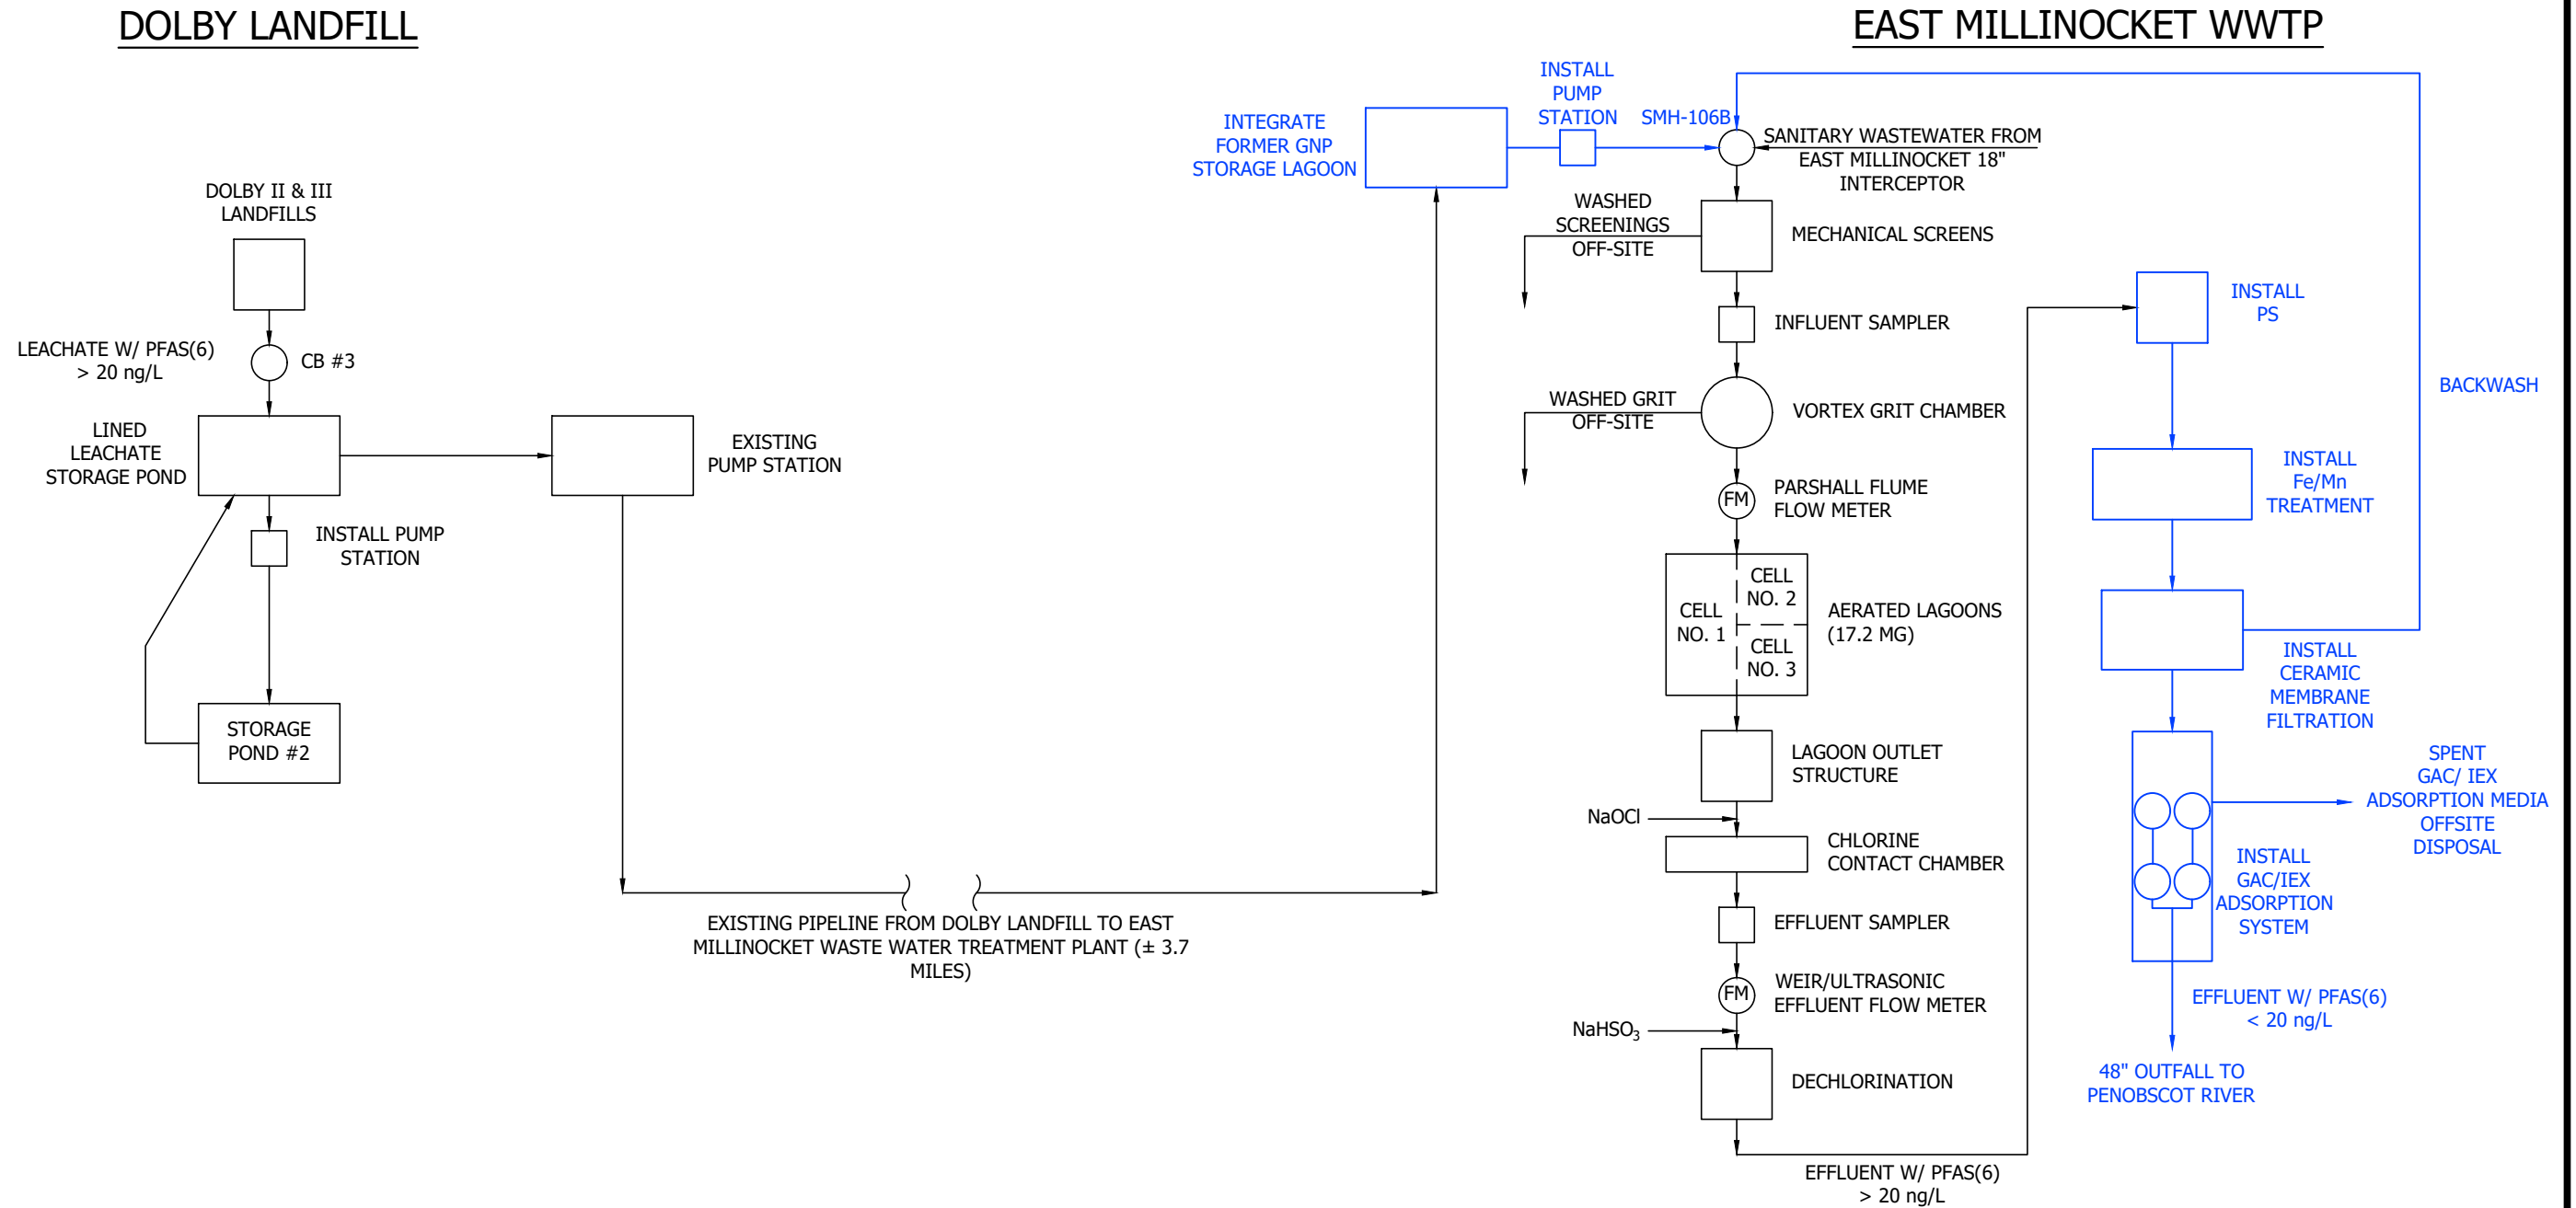 DOLBY LANDFILL
EAST MILLINOCKET WWTP
DOLBY II & III
LANDFILLS
LEACHATE W/ PFAS(6)
> 20 ng/L
CB #3
LINED
LEACHATE
STORAGE POND
EXISTING
PUMP STATION
INSTALL PUMP
STATION
STORAGE
POND #2
EXISTING PIPELINE FROM DOLBY LANDFILL TO EAST
MILLINOCKET WASTE WATER TREATMENT PLANT (± 3.7
MILES)
INTEGRATE
FORMER GNP
STORAGE LAGOON
INSTALL
PUMP
STATION
SMH-106B
SANITARY WASTEWATER FROM
EAST MILLINOCKET 18"
INTERCEPTOR
WASHED
SCREENINGS
OFF-SITE
MECHANICAL SCREENS
INFLUENT SAMPLER
WASHED GRIT
OFF-SITE
VORTEX GRIT CHAMBER
FM
PARSHALL FLUME
FLOW METER
CELL
NO. 1
CELL
NO. 2
CELL
NO. 3
AERATED LAGOONS
(17.2 MG)
LAGOON OUTLET
STRUCTURE
NaOCl
CHLORINE
CONTACT CHAMBER
EFFLUENT SAMPLER
FM
WEIR/ULTRASONIC
EFFLUENT FLOW METER
NaHSO3
DECHLORINATION
EFFLUENT W/ PFAS(6)
> 20 ng/L
INSTALL
PS
BACKWASH
INSTALL
Fe/Mn
TREATMENT
INSTALL
CERAMIC
MEMBRANE
FILTRATION
SPENT
GAC/ IEX
ADSORPTION MEDIA
OFFSITE
DISPOSAL
INSTALL
GAC/IEX
ADSORPTION
SYSTEM
EFFLUENT W/ PFAS(6)
< 20 ng/L
48" OUTFALL TO
PENOBSCOT RIVER